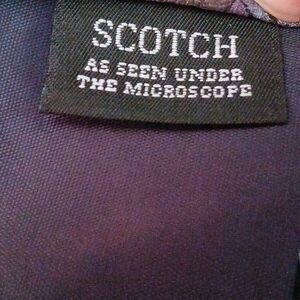 SCOTCH
AS SEEN UNDER
THE MICROSCOPE